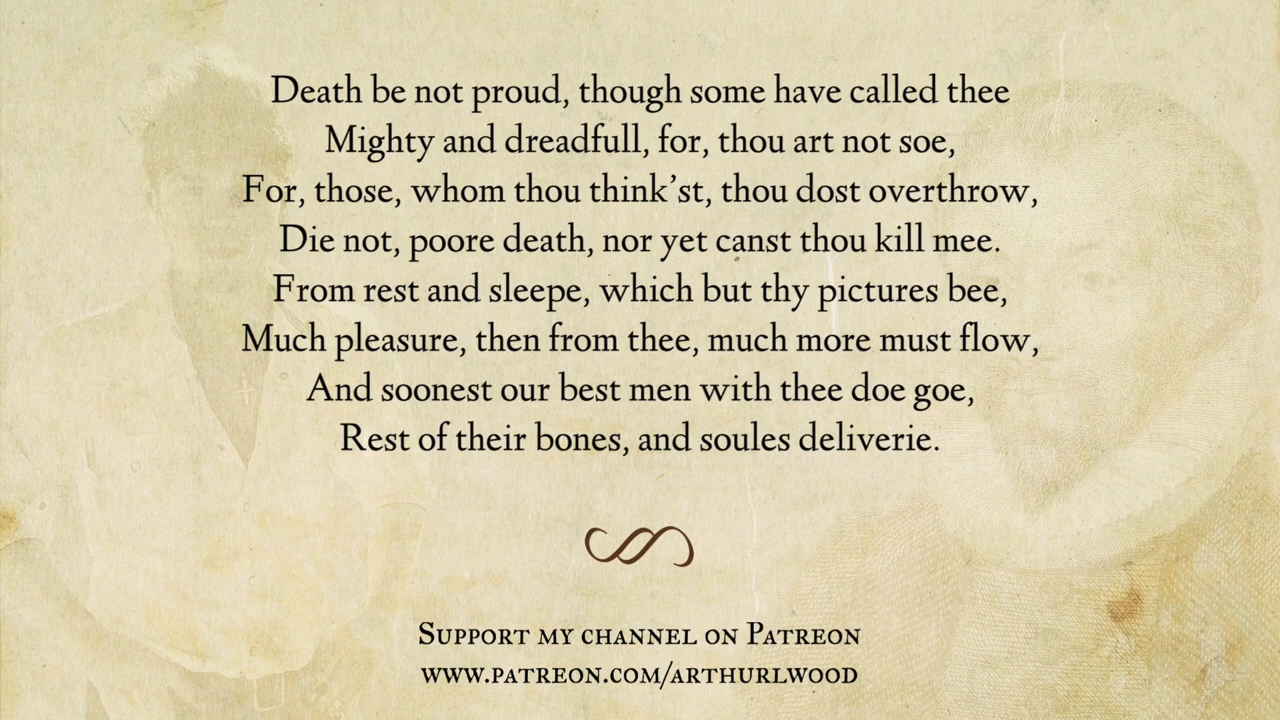 Death be not proud, though some have called thee
Mighty and dreadfull, for, thou art not soe,
For, those, whom thou think’st, thou dost overthrow,
Die not, poore death, nor yet canst thou kill mee.
From rest and sleepe, which but thy pictures bee,
Much pleasure, then from thee, much more must flow,
And soonest our best men with thee doe goe,
Rest of their bones, and soules deliverie.
Support my channel on Patreon
www.patreon.com/arthurlwood